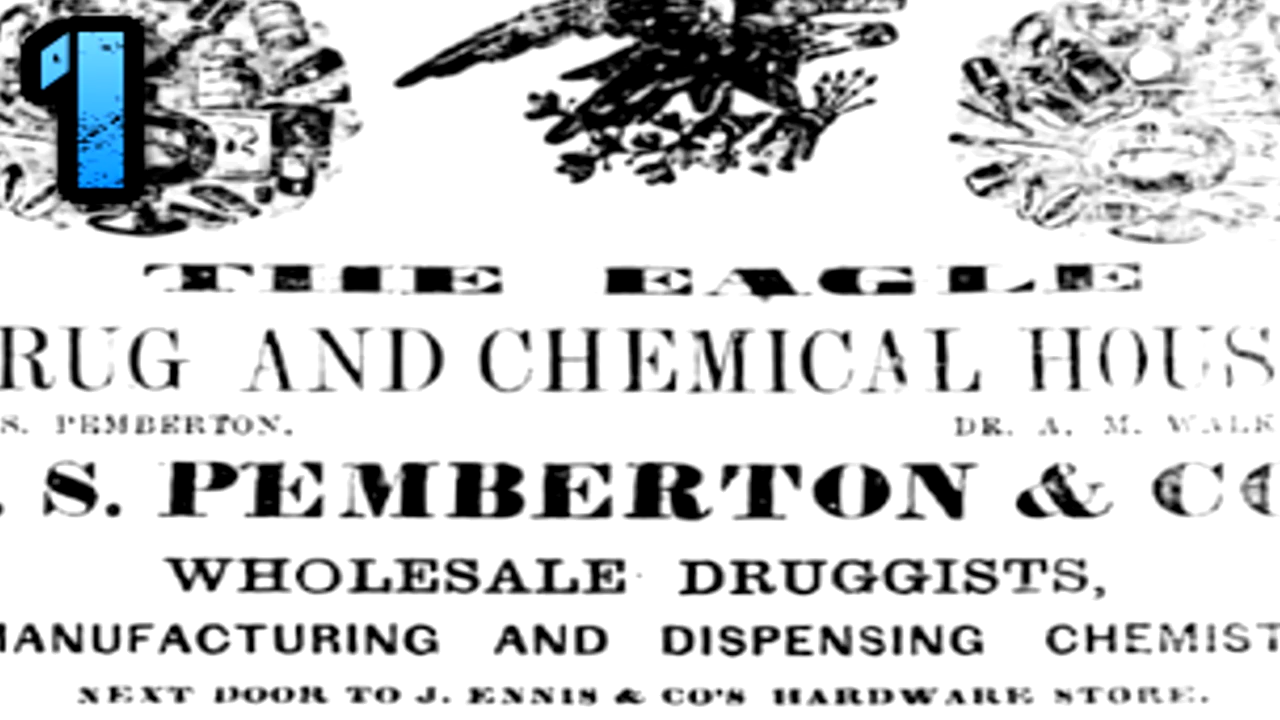 1
THE EAGLE
RUG AND CHEMICAL HOUS
S. PEMBERTON. DR. A. M. WALK
. S. PEMBERTON & CO
WHOLESALE DRUGGISTS,
MANUFACTURING AND DISPENSING CHEMIST
NEXT DOOR TO J. ENNIS & CO'S HARDWARE STORE.